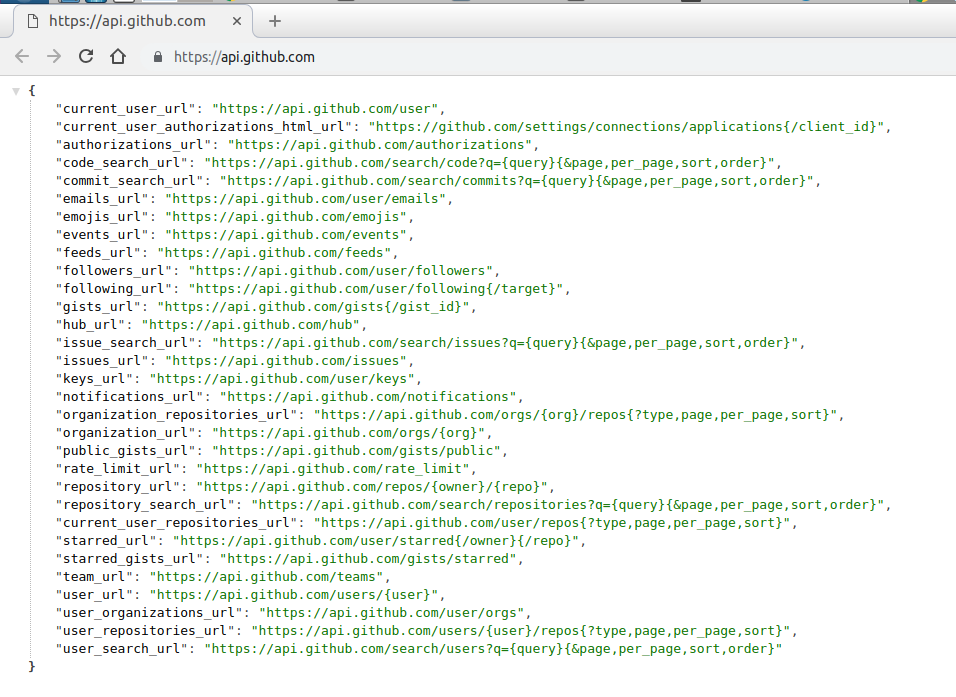 https://api.github.com
https://api.github.com
{
"current_user_url": "https://api.github.com/user",
"current_user_authorizations_html_url": "https://github.com/settings/connections/applications{/client_id}",
"authorizations_url": "https://api.github.com/authorizations",
"code_search_url": "https://api.github.com/search/code?q={query}{&page,per_page,sort,order}",
"commit_search_url": "https://api.github.com/search/commits?q={query}{&page,per_page,sort,order}",
"emails_url": "https://api.github.com/user/emails",
"emojis_url": "https://api.github.com/emojis",
"events_url": "https://api.github.com/events",
"feeds_url": "https://api.github.com/feeds",
"followers_url": "https://api.github.com/user/followers",
"following_url": "https://api.github.com/user/following{/target}",
"gists_url": "https://api.github.com/gists{/gist_id}",
"hub_url": "https://api.github.com/hub",
"issue_search_url": "https://api.github.com/search/issues?q={query}{&page,per_page,sort,order}",
"issues_url": "https://api.github.com/issues",
"keys_url": "https://api.github.com/user/keys",
"notifications_url": "https://api.github.com/notifications",
"organization_repositories_url": "https://api.github.com/orgs/{org}/repos{?type,page,per_page,sort}",
"organization_url": "https://api.github.com/orgs/{org}",
"public_gists_url": "https://api.github.com/gists/public",
"rate_limit_url": "https://api.github.com/rate_limit",
"repository_url": "https://api.github.com/repos/{owner}/{repo}",
"repository_search_url": "https://api.github.com/search/repositories?q={query}{&page,per_page,sort,order}",
"current_user_repositories_url": "https://api.github.com/user/repos{?type,page,per_page,sort}",
"starred_url": "https://api.github.com/user/starred{/owner}{/repo}",
"starred_gists_url": "https://api.github.com/gists/starred",
"team_url": "https://api.github.com/teams",
"user_url": "https://api.github.com/users/{user}",
"user_organizations_url": "https://api.github.com/user/orgs",
"user_repositories_url": "https://api.github.com/users/{user}/repos{?type,page,per_page,sort}",
"user_search_url": "https://api.github.com/search/users?q={query}{&page,per_page,sort,order}"
}